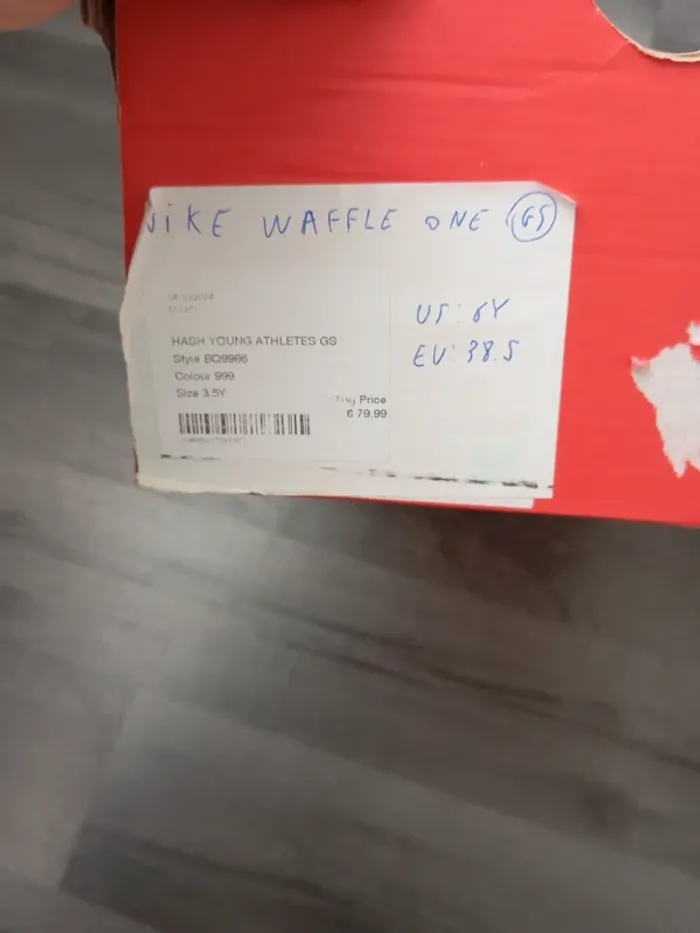 NIKE WAFFLE ONE GS
US: 6Y
EU: 38.5
HASH YOUNG ATHLETES GS
Style BQ9986
Colour 999
Size 3.5Y
Price
€ 79,99